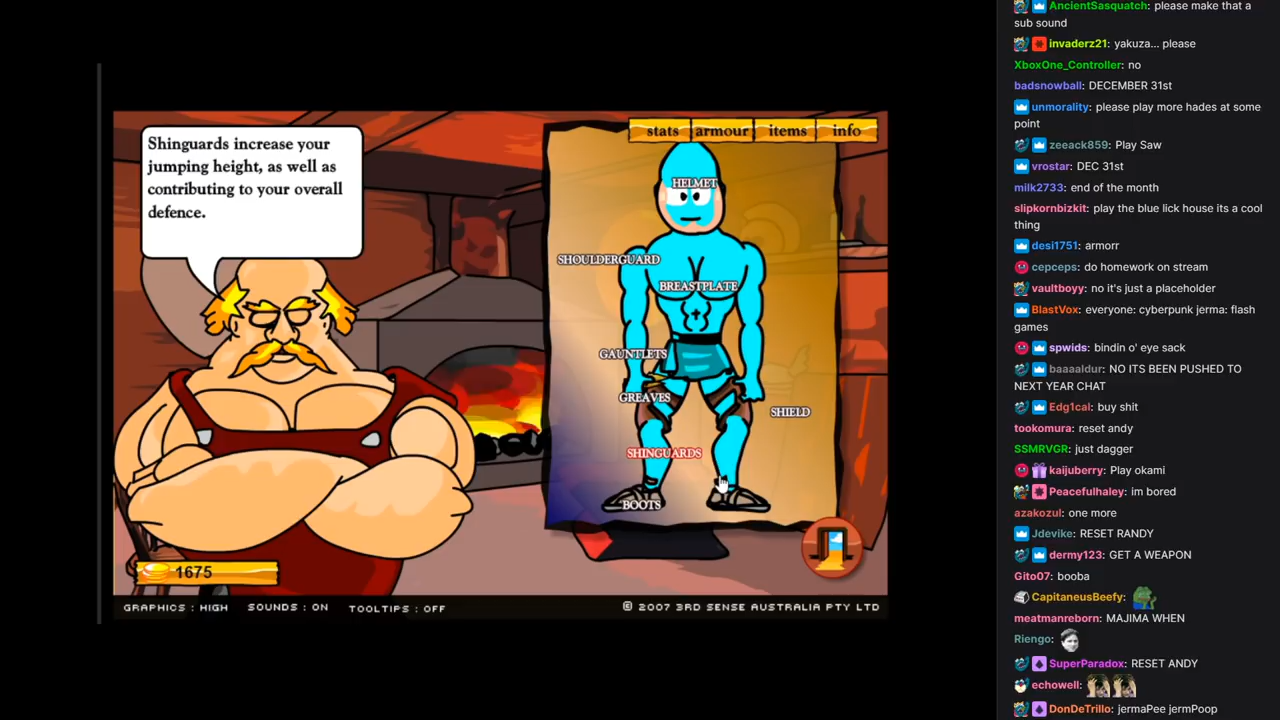 Shinguards increase your
jumping height, as well as
contributing to your overall
defence.
stats
armour
items
info
HELMET
SHOULDERGUARD
BREASTPLATE
GAUNTLETS
GREAVES
SHIELD
SHINGUARDS
BOOTS
1675
GRAPHICS : HIGH SOUNDS : ON TOOLTIPS : OFF
© 2007 3RD SENSE AUSTRALIA PTY LTD
AncientSasquatch: please make that a
sub sound
invaderz21: yakuza... please
XboxOne_Controller: no
badsnowball: DECEMBER 31st
unmorality: please play more hades at some
point
zeeack859: Play Saw
vrostar: DEC 31st
milk2733: end of the month
slipkornbizkit: play the blue lick house its a cool
thing
desi1751: armorr
cepceps: do homework on stream
vaultboyy: no it's just a placeholder
BlastVox: everyone: cyberpunk jerma: flash
games
spwids: bindin o' eye sack
baaaaldur: NO ITS BEEN PUSHED TO
NEXT YEAR CHAT
Edg1cal: buy shit
tookomura: reset andy
SSMRVGR: just dagger
kaijuberry: Play okami
Peacefulhaley: im bored
azakozul: one more
Jdevike: RESET RANDY
dermy123: GET A WEAPON
Gito07: booba
CapitaneusBeefy:
meatmanreborn: MAJIMA WHEN
Riengo:
SuperParadox: RESET ANDY
echowell:
DonDeTrillo: jermaPee jermPoop